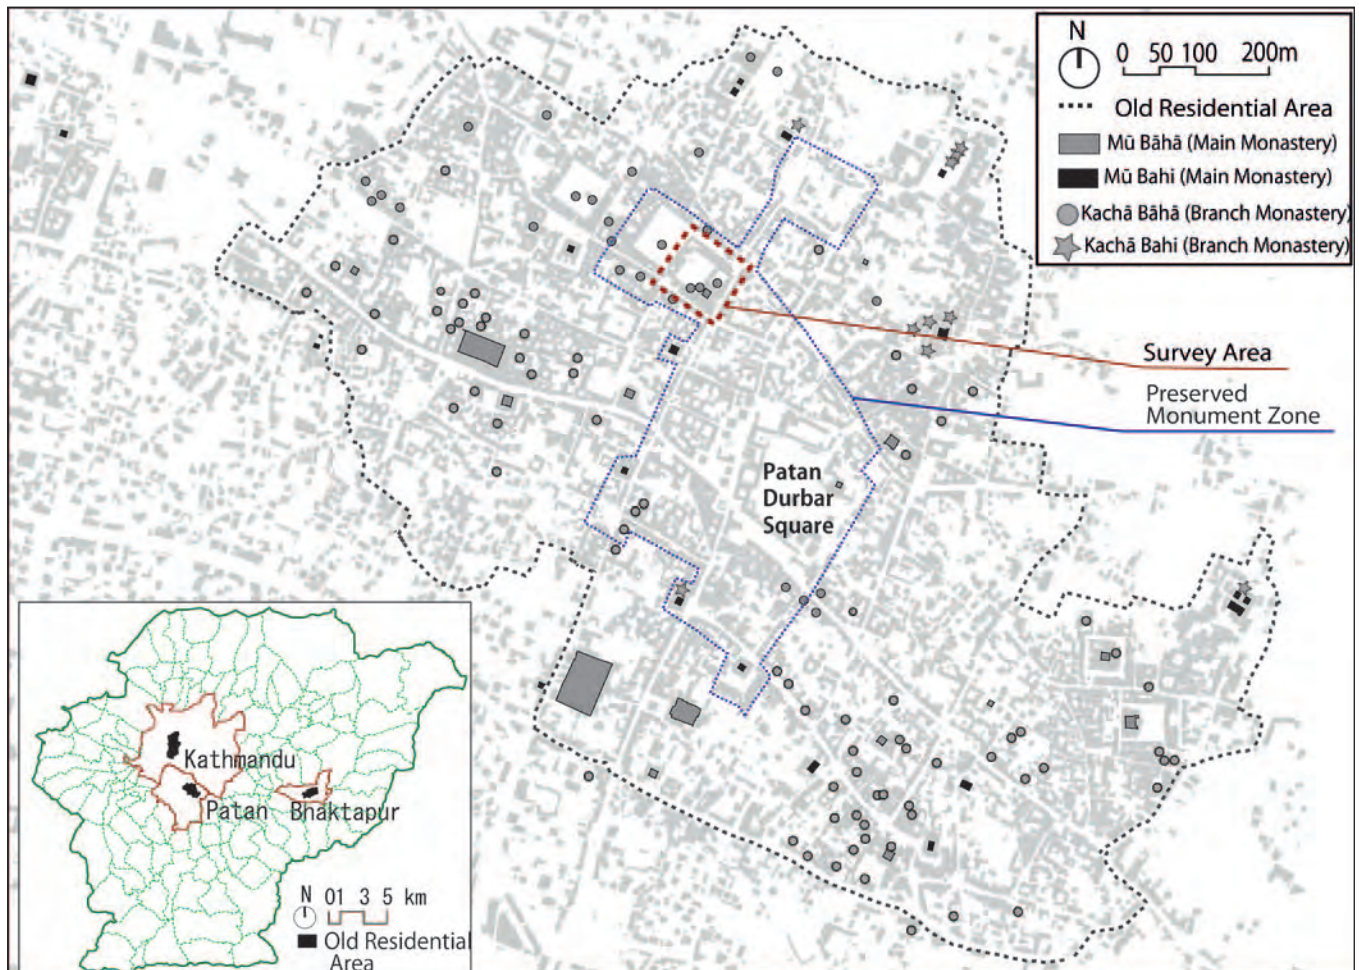 N
0 50 100 200m
Old Residential Area
Mū Bāhā (Main Monastery)
Mū Bahi (Main Monastery)
Kachā Bāhā (Branch Monastery)
Kachā Bahi (Branch Monastery)
Survey Area
Preserved
Monument Zone
Patan
Durbar
Square
Kathmandu
Patan
Bhaktapur
N 01 3 5 km
Old Residential
Area